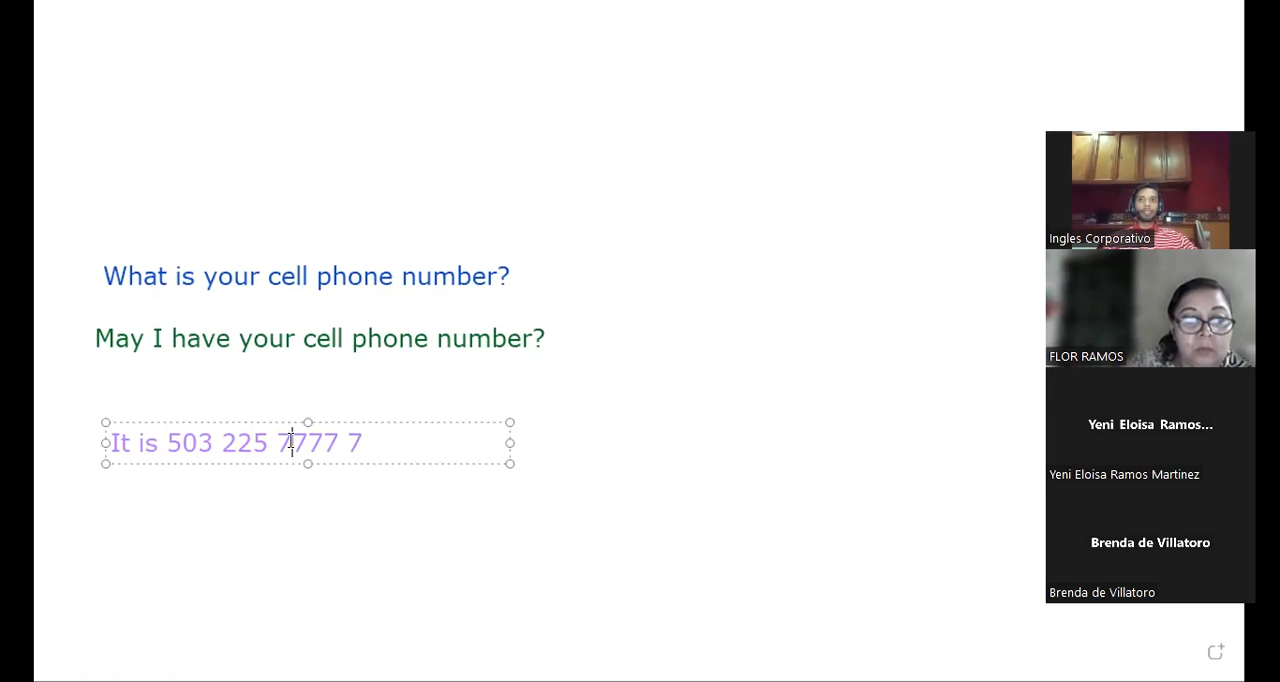 What is your cell phone number?
May I have your cell phone number?
It is 503 225 7777 7
Ingles Corporativo
FLOR RAMOS
Yeni Eloisa Ramos...
Yeni Eloisa Ramos Martinez
Brenda de Villatoro
Brenda de Villatoro